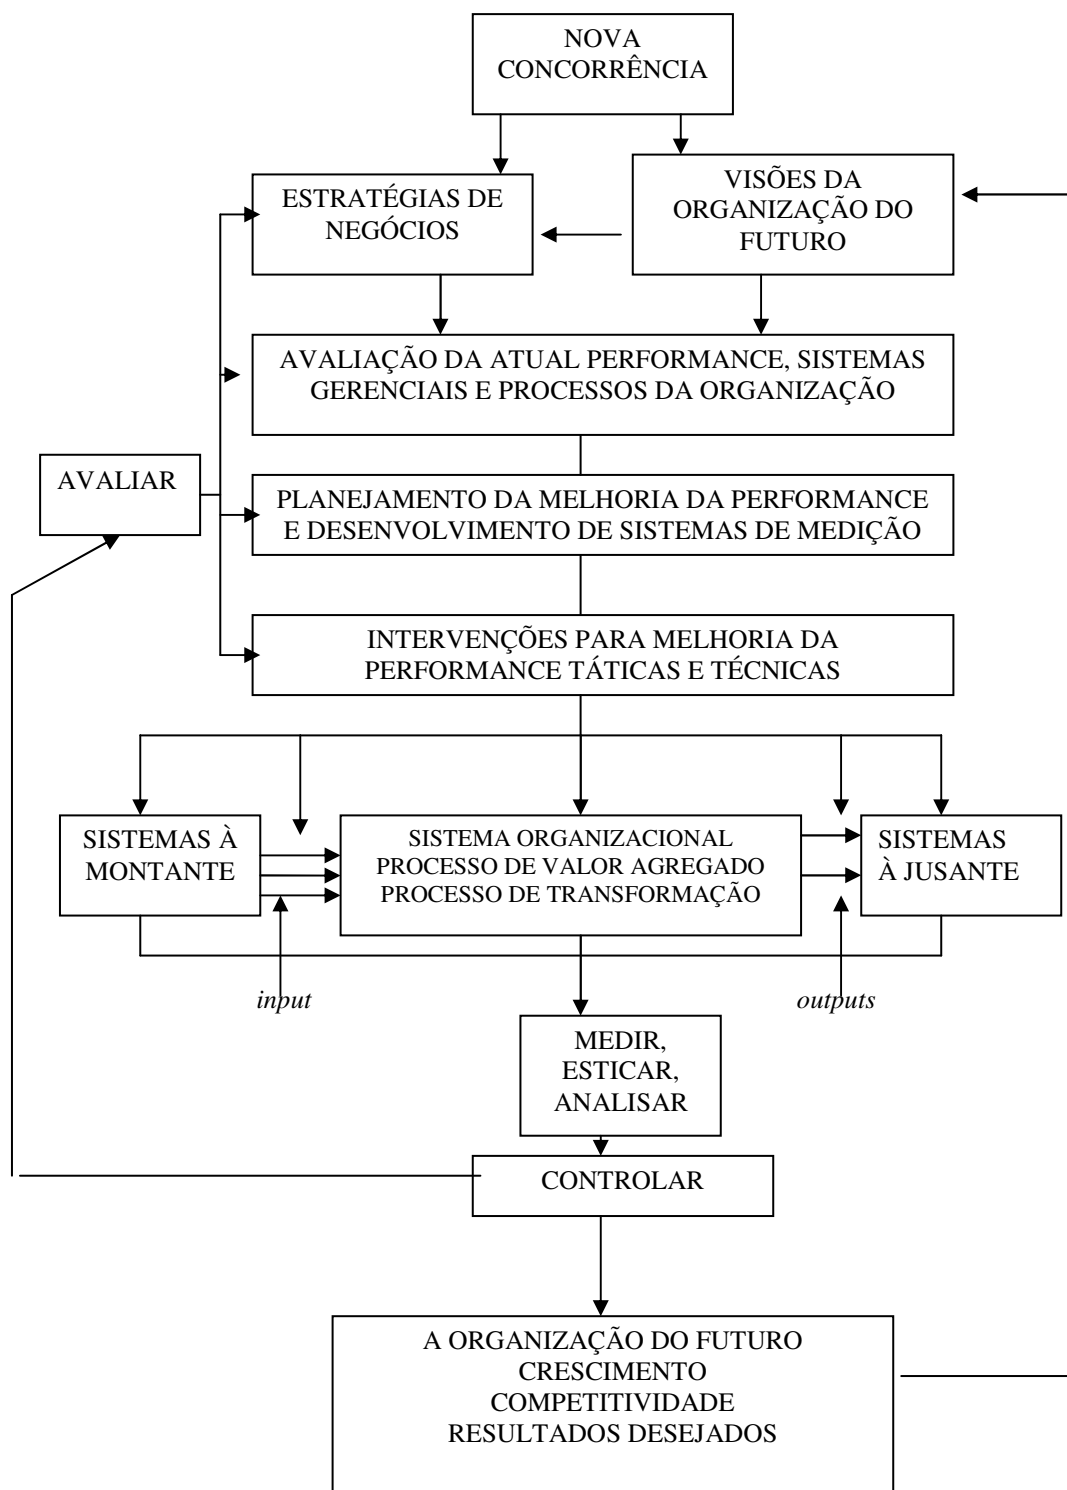 NOVA
CONCORRÊNCIA
ESTRATÉGIAS DE
NEGÓCIOS
VISÕES DA
ORGANIZAÇÃO DO
FUTURO
AVALIAÇÃO DA ATUAL PERFORMANCE, SISTEMAS
GERENCIAIS E PROCESSOS DA ORGANIZAÇÃO
AVALIAR
PLANEJAMENTO DA MELHORIA DA PERFORMANCE
E DESENVOLVIMENTO DE SISTEMAS DE MEDIÇÃO
INTERVENÇÕES PARA MELHORIA DA
PERFORMANCE TÁTICAS E TÉCNICAS
SISTEMAS À
MONTANTE
SISTEMA ORGANIZACIONAL
PROCESSO DE VALOR AGREGADO
PROCESSO DE TRANSFORMAÇÃO
SISTEMAS
À JUSANTE
input
outputs
MEDIR,
ESTICAR,
ANALISAR
CONTROLAR
A ORGANIZAÇÃO DO FUTURO
CRESCIMENTO
COMPETITIVIDADE
RESULTADOS DESEJADOS